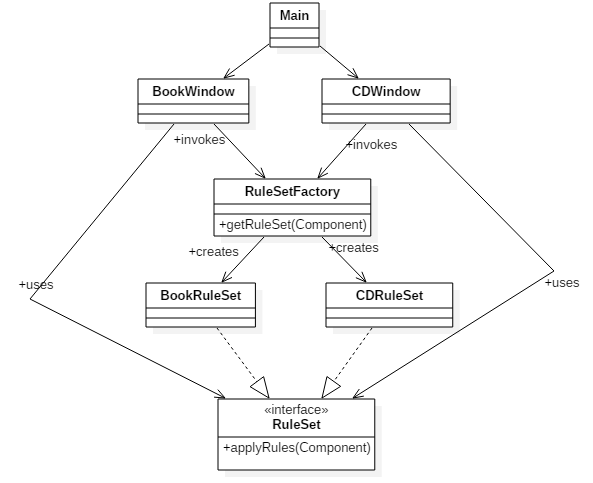 Main
BookWindow
CDWindow
+invokes
+invokes
RuleSetFactory
+getRuleSet(Component)
+creates
+creates
+uses
+uses
BookRuleSet
CDRuleSet
«interface»
RuleSet
+applyRules(Component)